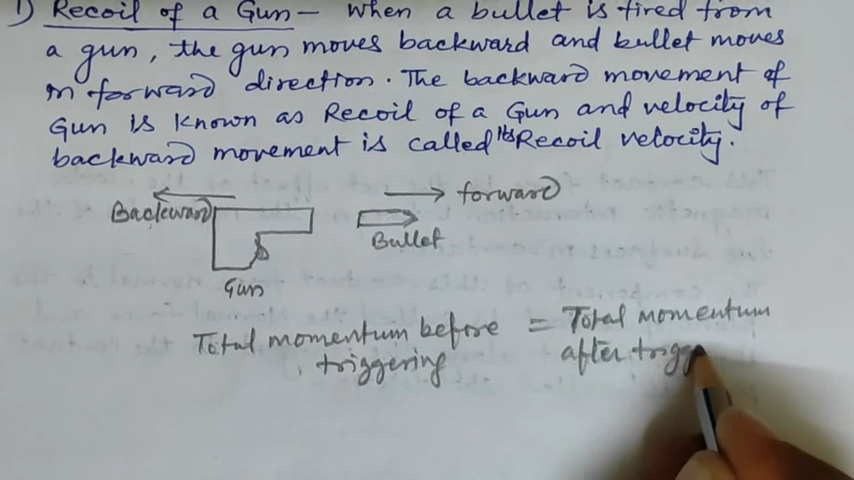 1) Recoil of a Gun - When a bullet is fired from
a gun, the gun moves backward and bullet moves
in forward direction. The backward movement of
Gun is known as Recoil of a Gun and velocity of
backward movement is called its Recoil velocity.
Backward
forward
Bullet
Gun
Total momentum before = Total momentum
triggering
after trigg